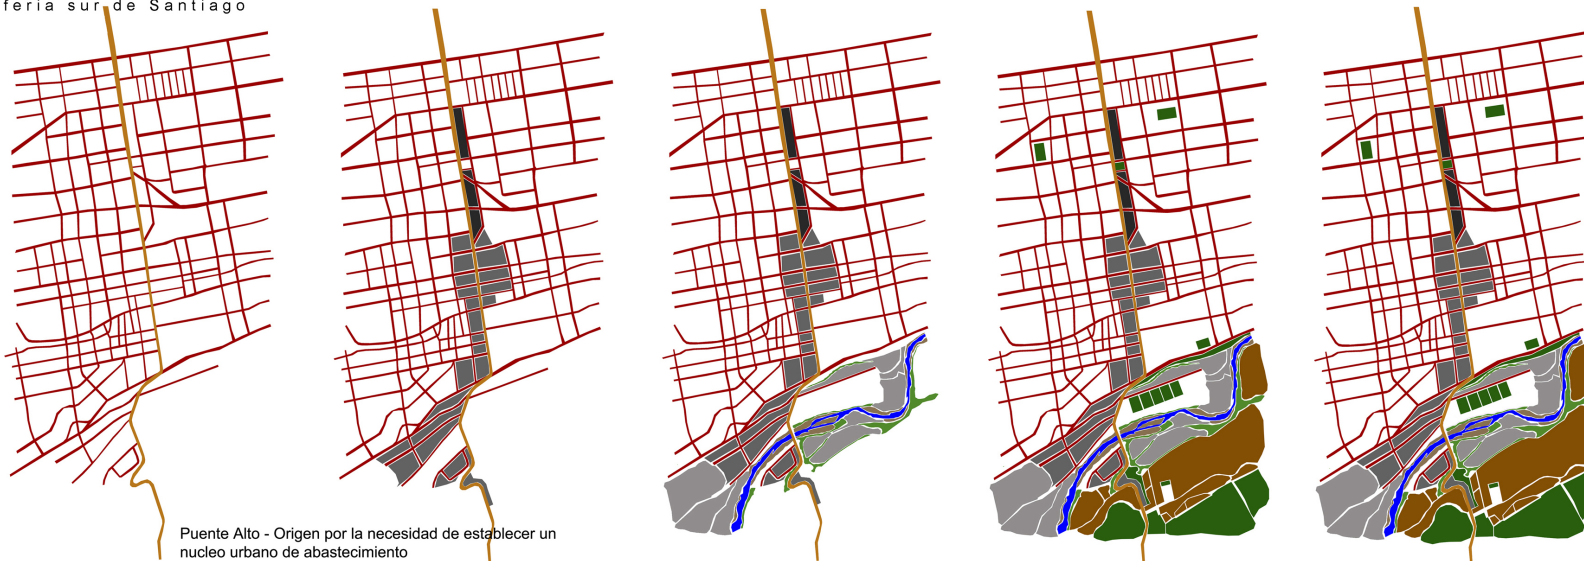 feria sur de Santiago
Puente Alto - Origen por la necesidad de establecer un
nucleo urbano de abastecimiento